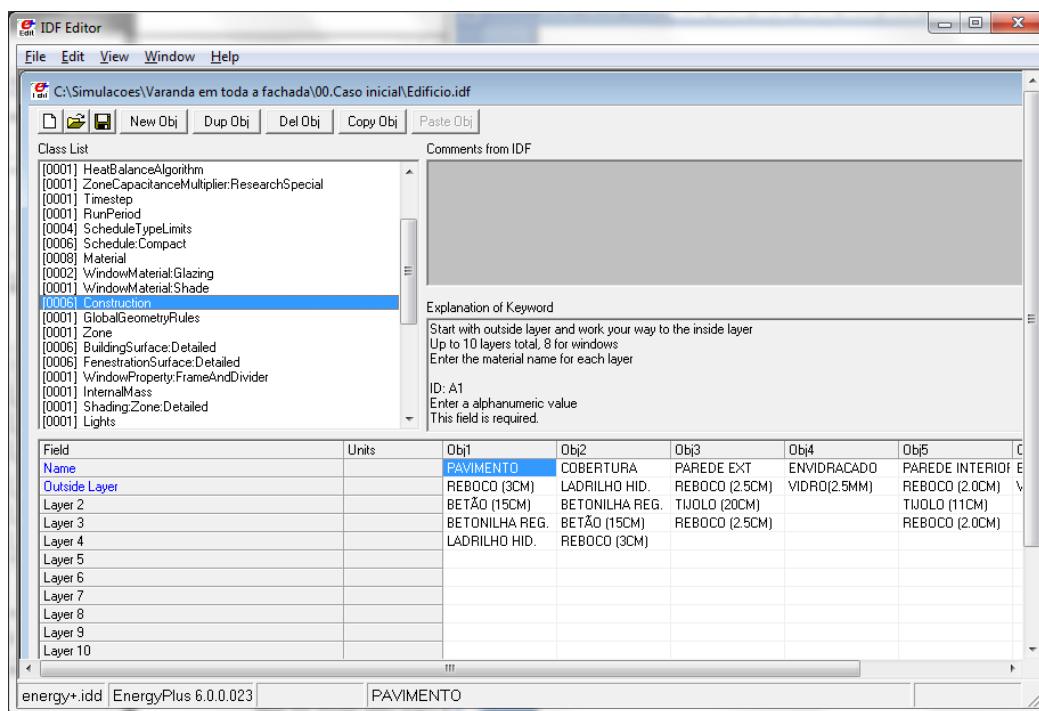 IDF Editor
File Edit View Window Help
C:\Simulacoes\Varanda em toda a fachada\00.Caso inicial\Edificio.idf
New Obj Dup Obj Del Obj Copy Obj Paste Obj
Class List Comments from IDF
[0001] HeatBalanceAlgorithm
[0001] ZoneCapacitanceMultiplier:ResearchSpecial
[0001] Timestep
[0001] RunPeriod
[0004] ScheduleTypeLimits
[0006] Schedule:Compact
[0008] Material
[0002] WindowMaterial:Glazing
[0001] WindowMaterial:Shade
[0006] Construction
[0001] GlobalGeometryRules
[0001] Zone
[0006] BuildingSurface:Detailed
[0006] FenestrationSurface:Detailed
[0001] WindowProperty:FrameAndDivider
[0001] InternalMass
[0001] Shading:Zone:Detailed
[0001] Lights
Explanation of Keyword
Start with outside layer and work your way to the inside layer
Up to 10 layers total, 8 for windows
Enter the material name for each layer
ID: A1
Enter a alphanumeric value
This field is required.
Field Units Obj1 Obj2 Obj3 Obj4 Obj5
Name PAVIMENTO COBERTURA PAREDE EXT ENVIDRACADO PAREDE INTERIOR E
Outside Layer REBOCO (3CM) LADRILHO HID. REBOCO (2.5CM) VIDRO(2.5MM) REBOCO (2.0CM) V
Layer 2 BETÃO (15CM) BETONILHA REG. TIJOLO (20CM) TIJOLO (11CM)
Layer 3 BETONILHA REG. BETÃO (15CM) REBOCO (2.5CM) REBOCO (2.0CM)
Layer 4 LADRILHO HID. REBOCO (3CM)
Layer 5
Layer 6
Layer 7
Layer 8
Layer 9
Layer 10
energy+.idd EnergyPlus 6.0.0.023 PAVIMENTO